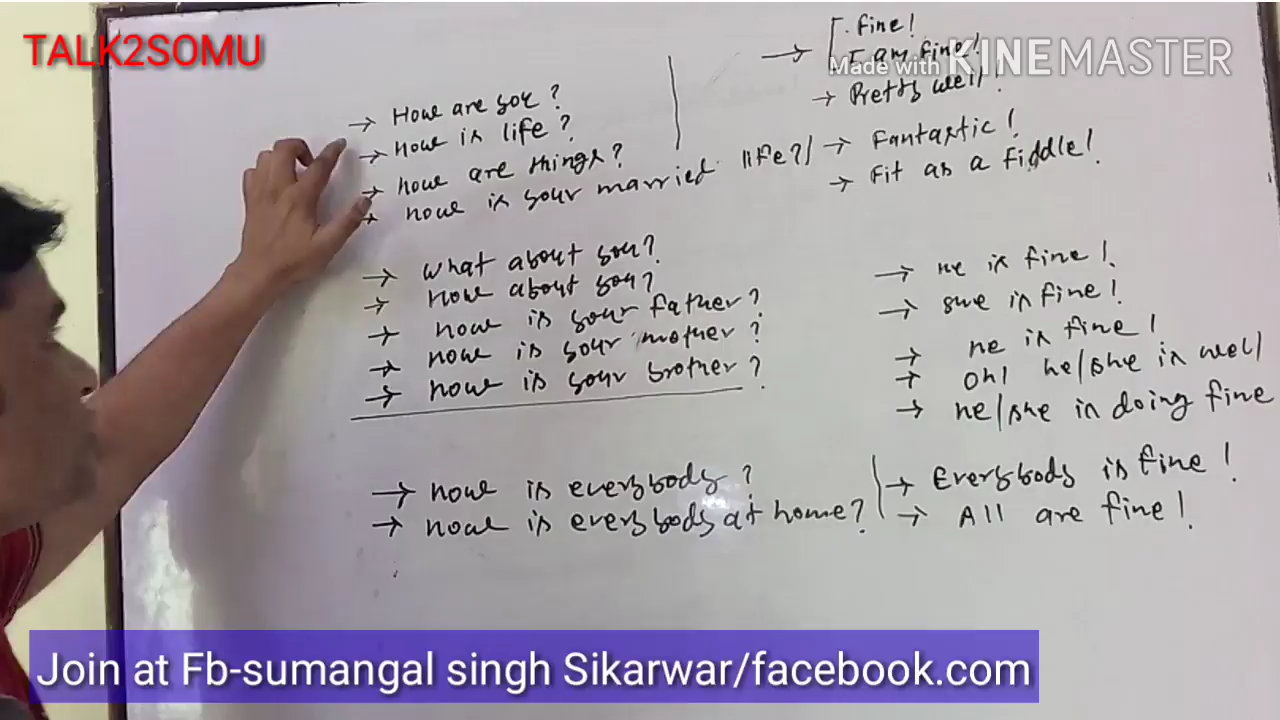 TALK2SOMU
Made with KINEMASTER
→ How are you?
→ How is life?
→ How are things?
→ How is your married life?/
→ What about you?
→ How about you?
→ How is your father?
→ How is your mother?
→ How is your brother?
→ How is everybody?
→ How is everybody at home?
→ [. Fine!
I am fine!
→ Pretty well!
→ Fantastic!
→ Fit as a fiddle!
→ He is fine!
→ She is fine!
→ He is fine!
→ Oh! he/she is well/
→ He/she is doing fine
→ Everybody is fine!
→ All are fine!
Join at Fb-sumangal singh Sikarwar/facebook.com